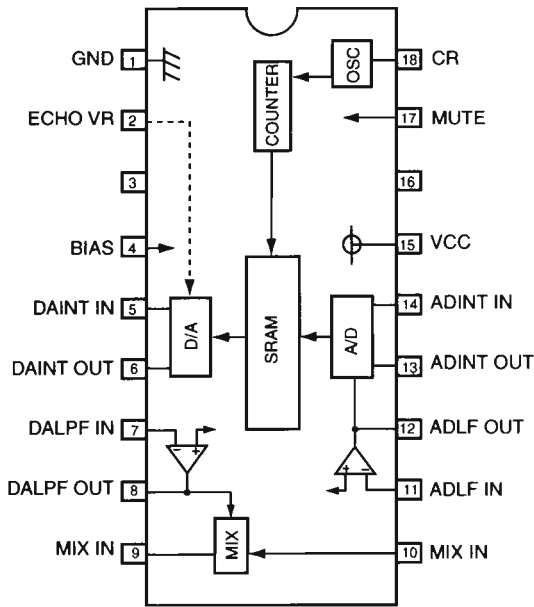 GND 1
ECHO VR 2
3
BIAS 4
DAINT IN 5
DAINT OUT 6
DALPF IN 7
DALPF OUT 8
MIX IN 9
OSC
COUNTER
SRAM
D/A
A/D
- +
+ -
MIX
18 CR
17 MUTE
16
15 VCC
14 ADINT IN
13 ADINT OUT
12 ADLF OUT
11 ADLF IN
10 MIX IN